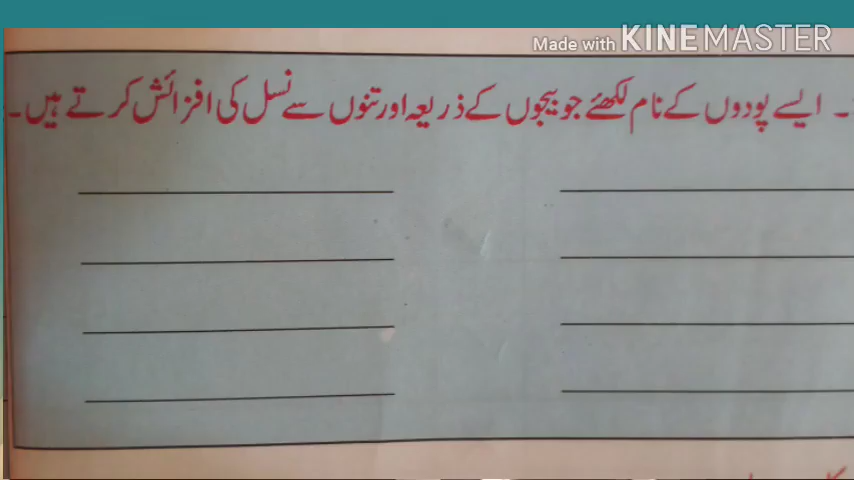 Made with KINEMASTER
۔ ایسے پودوں کے نام لکھئے جو بیجوں کے ذریعہ اور تنوں سے نسل کی افزائش کرتے ہیں۔